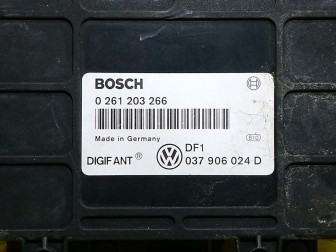 BOSCH
0 261 203 266
Made in Germany
DF1
DIGIFANT®
037 906 024 D